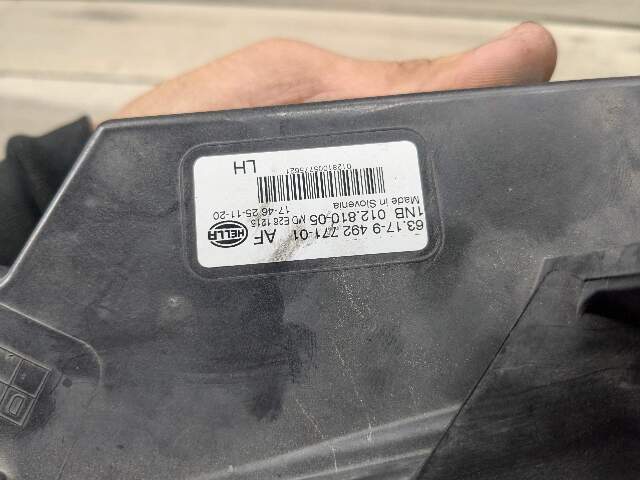 63.17-9 492 771-01 AF
1NB 012.810-05
Made in Slovenia
17-46 25-11-20
HELLA
LH